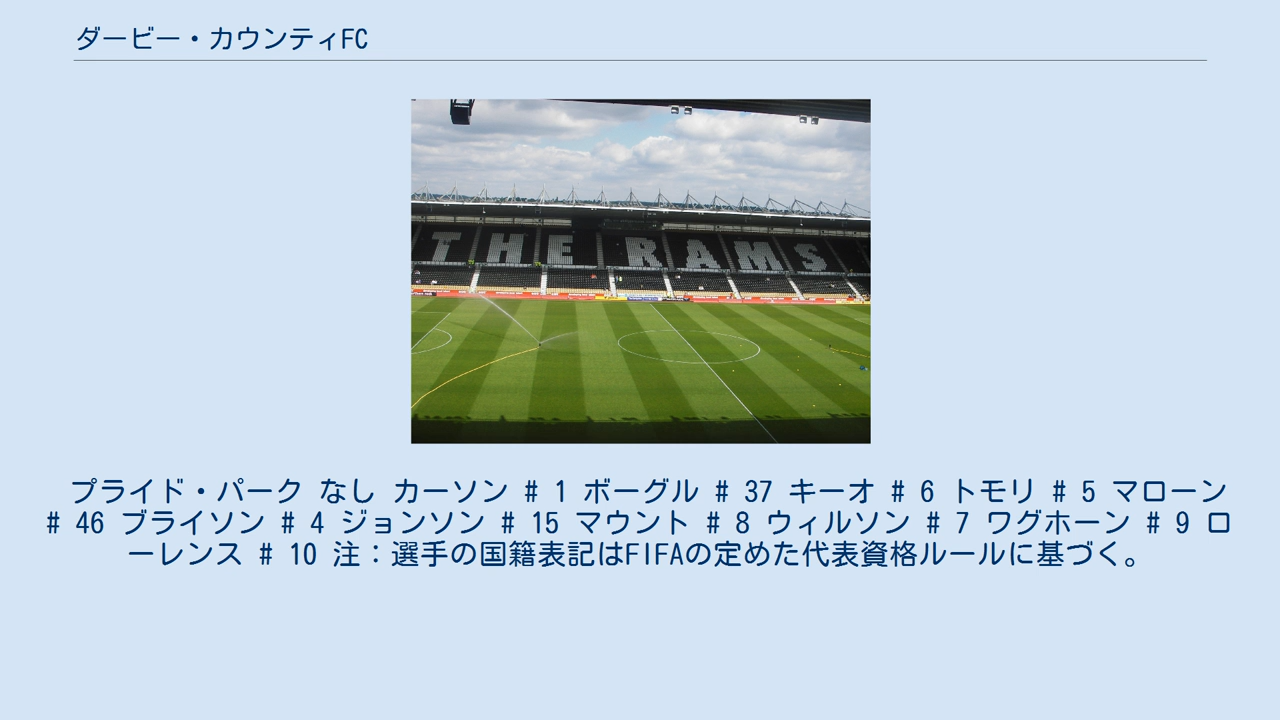 ダービー・カウンティFC
THE RAMS
プライド・パーク なし カーソン # 1 ボーグル # 37 キーオ # 6 トモリ # 5 マローン
# 46 ブライソン # 4 ジョンソン # 15 マウント # 8 ウィルソン # 7 ワグホーン # 9 ロ
ーレンス # 10 注：選手の国籍表記はFIFAの定めた代表資格ルールに基づく。